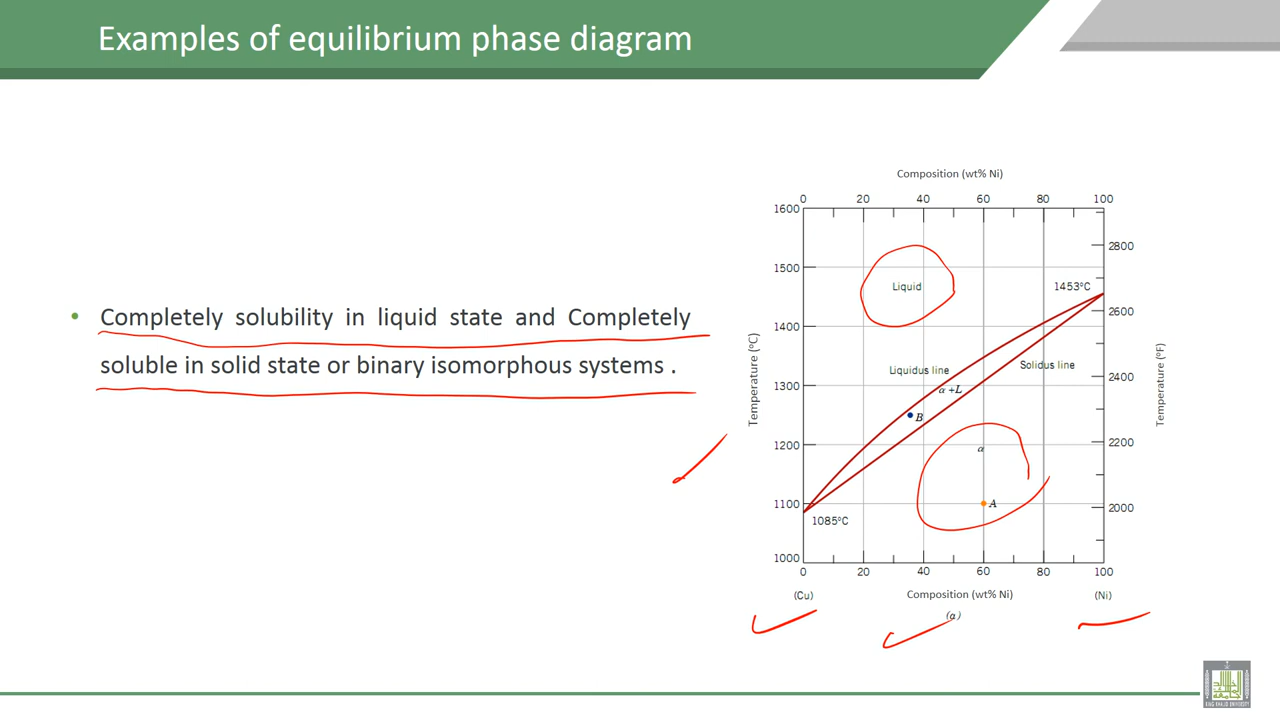 Examples of equilibrium phase diagram
• Completely solubility in liquid state and Completely
soluble in solid state or binary isomorphous systems .
Composition (wt% Ni)
0 20 40 60 80 100
1600
1500
1400
1300
1200
1100
1000
Temperature (°C)
2800
2600
2400
2200
2000
Temperature (°F)
Liquid
1453°C
Liquidus line
Solidus line
α +L
B
α
A
1085°C
0 20 40 60 80 100
(Cu) Composition (wt% Ni) (Ni)
(a)
KING KHALID UNIVERSITY